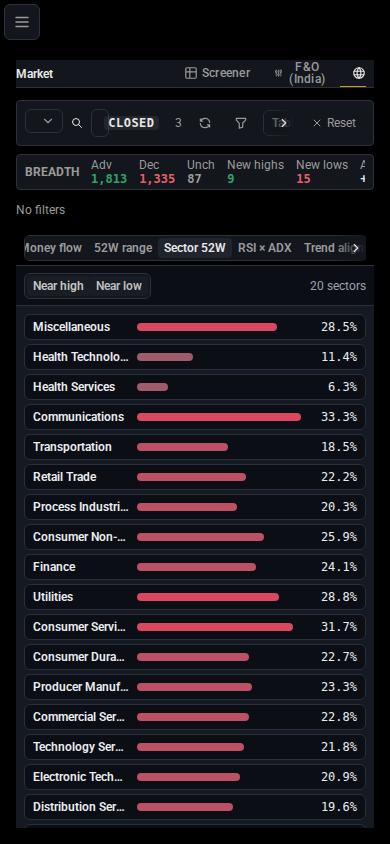 Market
Screener
F&O
(India)
CLOSED
3
Reset
BREADTH
Adv
1,813
Dec
1,335
Unch
87
New highs
9
New lows
15
No filters
Money flow
52W range
Sector 52W
RSI × ADX
Trend alig
Near high
Near low
20 sectors
Miscellaneous 28.5%
Health Technolo... 11.4%
Health Services 6.3%
Communications 33.3%
Transportation 18.5%
Retail Trade 22.2%
Process Industri... 20.3%
Consumer Non-... 25.9%
Finance 24.1%
Utilities 28.8%
Consumer Servi... 31.7%
Consumer Dura... 22.7%
Producer Manuf... 23.3%
Commercial Ser... 22.8%
Technology Ser... 21.8%
Electronic Tech... 20.9%
Distribution Ser... 19.6%